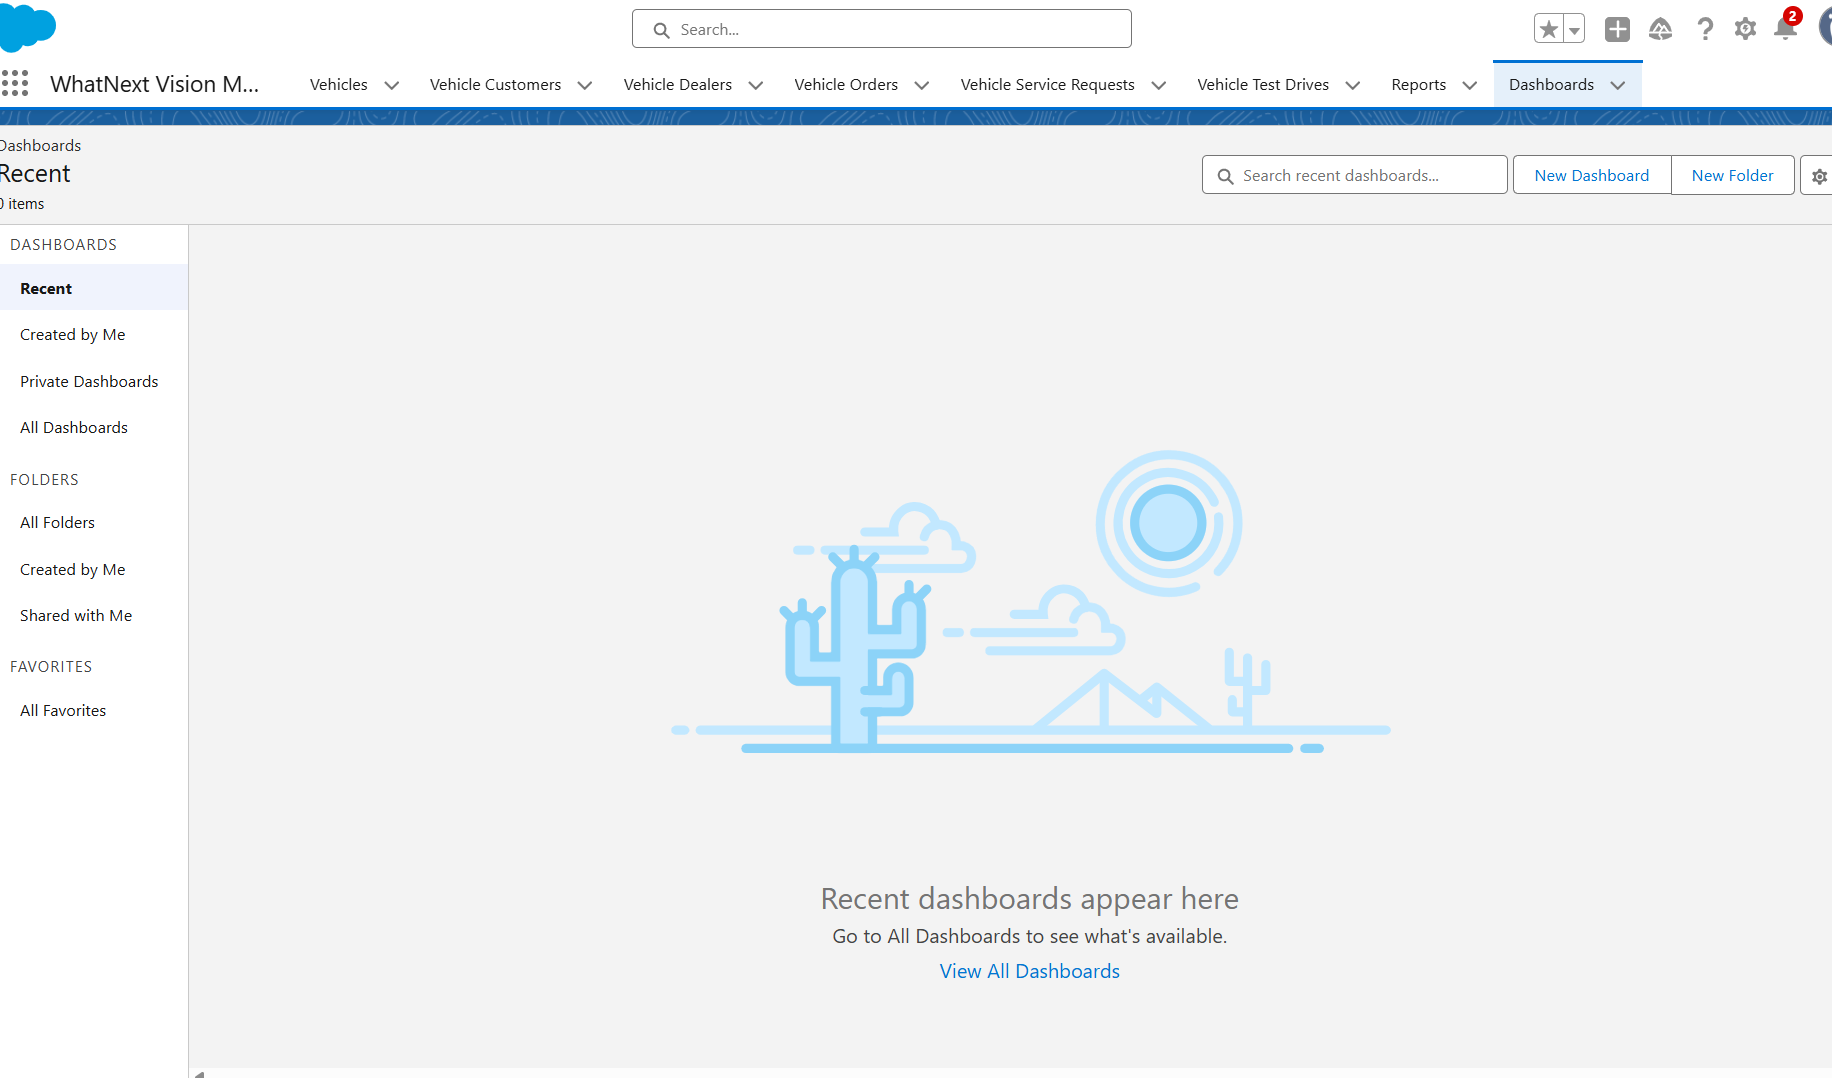 Search...
2
WhatNext Vision M...
Vehicles
Vehicle Customers
Vehicle Dealers
Vehicle Orders
Vehicle Service Requests
Vehicle Test Drives
Reports
Dashboards
Dashboards
Recent
0 items
Search recent dashboards...
New Dashboard
New Folder
DASHBOARDS
Recent
Created by Me
Private Dashboards
All Dashboards
FOLDERS
All Folders
Created by Me
Shared with Me
FAVORITES
All Favorites
Recent dashboards appear here
Go to All Dashboards to see what's available.
View All Dashboards